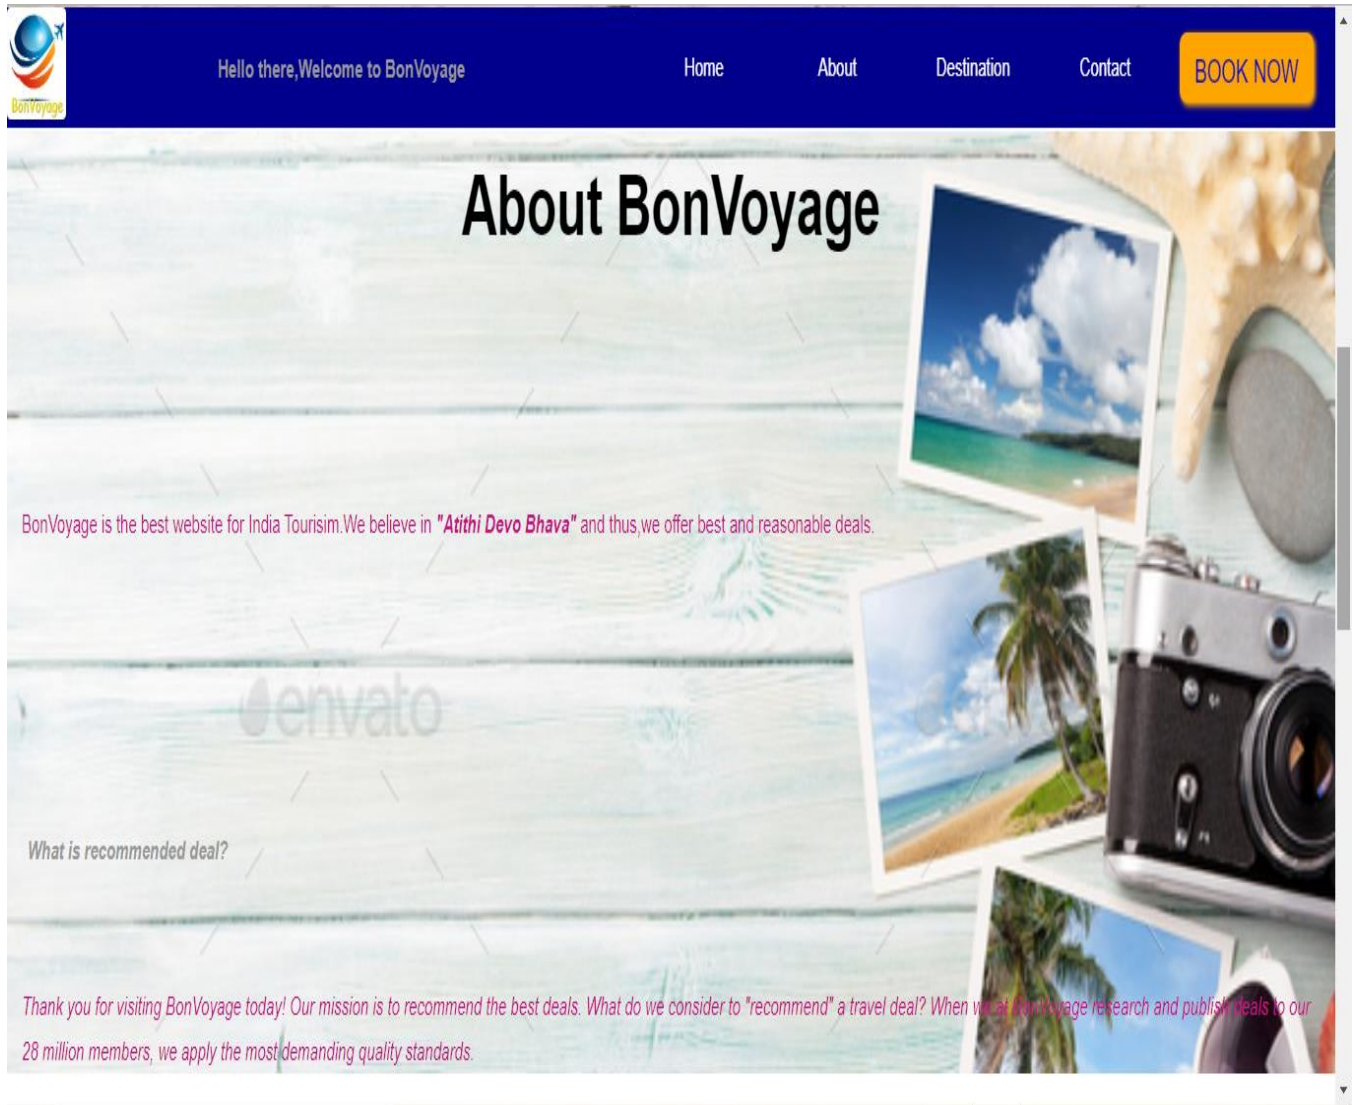 BonVoyage
Hello there,Welcome to BonVoyage
Home
About
Destination
Contact
BOOK NOW
About BonVoyage
BonVoyage is the best website for India Tourisim.We believe in "Atithi Devo Bhava" and thus,we offer best and reasonable deals.
envato
What is recommended deal?
Thank you for visiting BonVoyage today! Our mission is to recommend the best deals. What do we consider to "recommend" a travel deal? When we at BonVoyage research and publish deals to our
28 million members, we apply the most demanding quality standards.